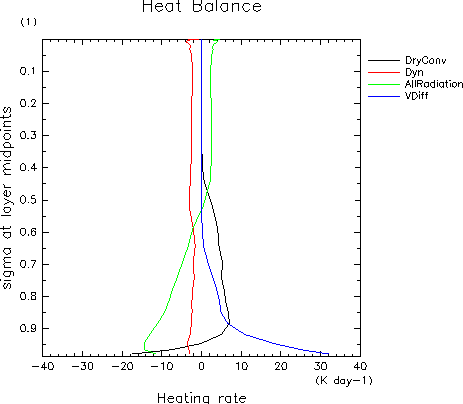 Heat Balance
(1)
DryConv
Dyn
AllRadiation
VDiff
0.1
0.2
0.3
0.4
0.5
0.6
0.7
0.8
0.9
sigma at layer midpoints
-40 -30 -20 -10 0 10 20 30 40
(K day-1)
Heating rate